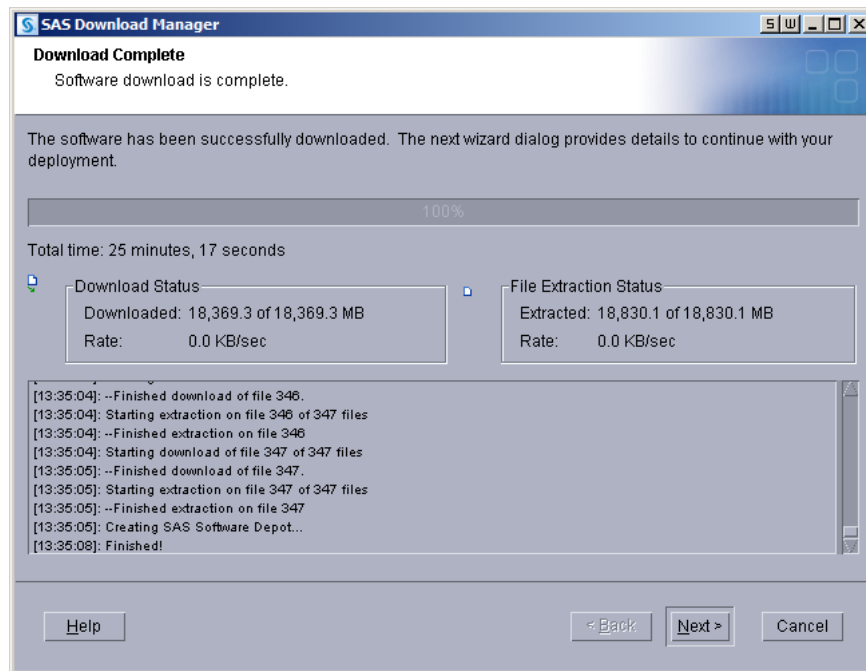 SAS Download Manager
S W
Download Complete
Software download is complete.
The software has been successfully downloaded. The next wizard dialog provides details to continue with your
deployment.
100%
Total time: 25 minutes, 17 seconds
Download Status
Downloaded: 18,369.3 of 18,369.3 MB
Rate: 0.0 KB/sec
File Extraction Status
Extracted: 18,830.1 of 18,830.1 MB
Rate: 0.0 KB/sec
[13:35:04]: --Finished download of file 346.
[13:35:04]: Starting extraction on file 346 of 347 files
[13:35:04]: --Finished extraction on file 346
[13:35:04]: Starting download of file 347 of 347 files
[13:35:05]: --Finished download of file 347.
[13:35:05]: Starting extraction on file 347 of 347 files
[13:35:05]: --Finished extraction on file 347
[13:35:05]: Creating SAS Software Depot...
[13:35:08]: Finished!
Help
< Back
Next >
Cancel